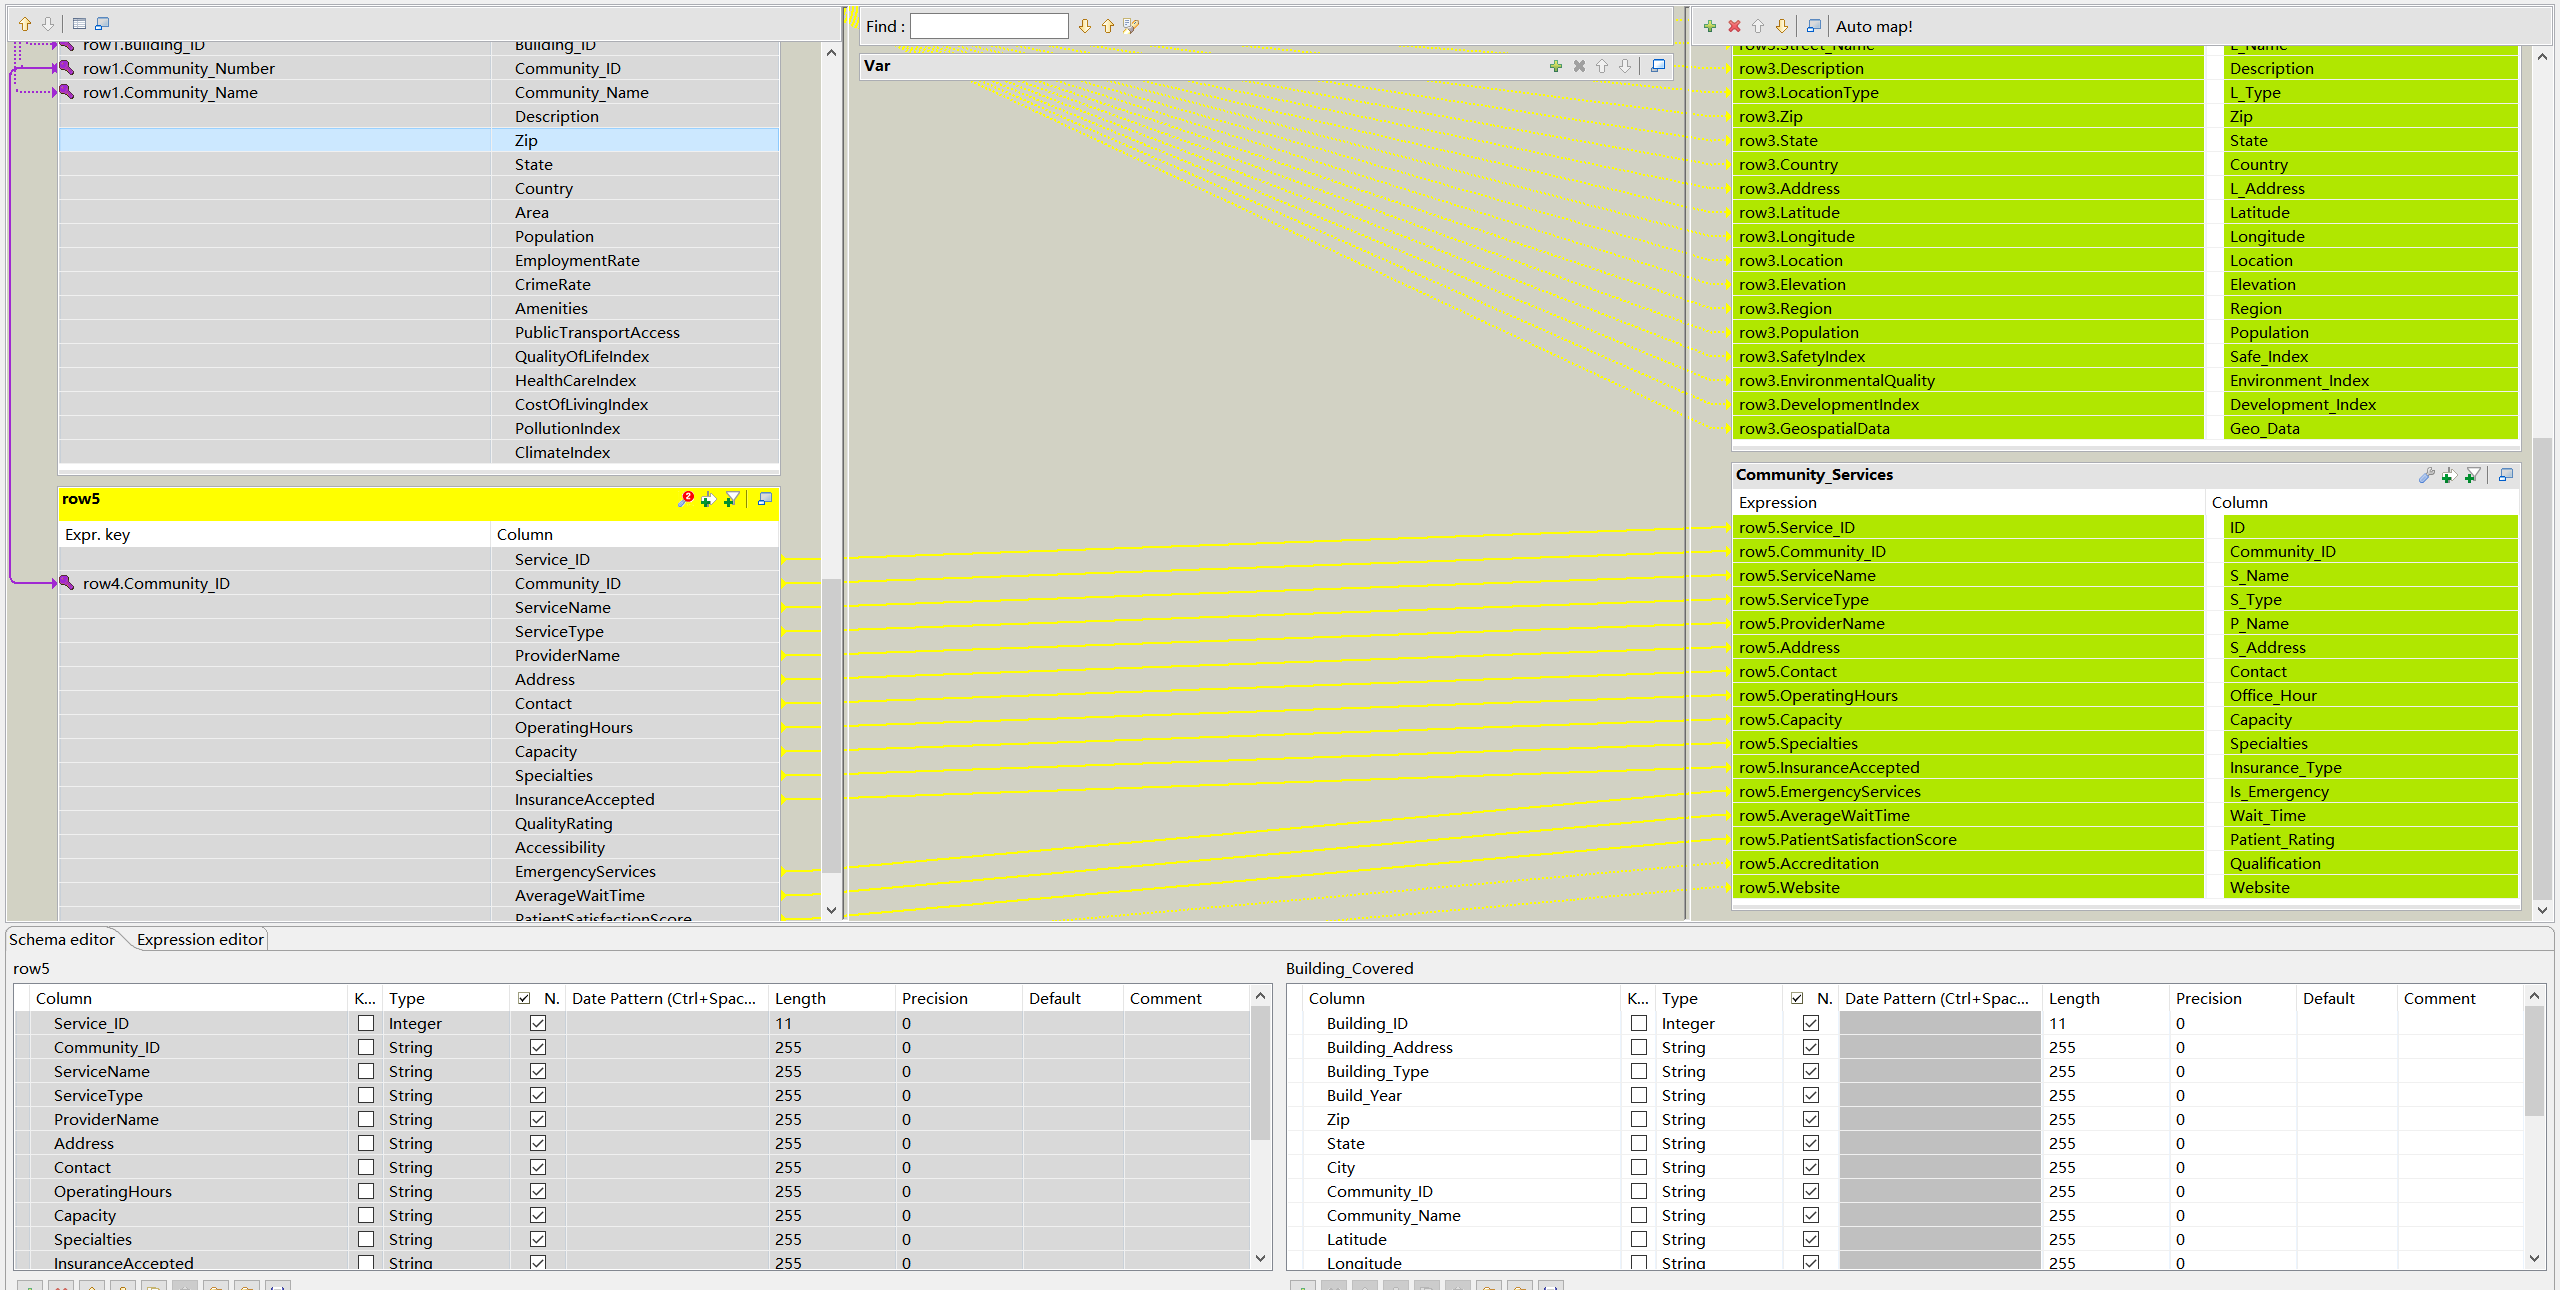 Find :
Auto map!
row1.Building_ID Building_ID
row1.Community_Number Community_ID
row1.Community_Name Community_Name
Description
Zip
State
Country
Area
Population
EmploymentRate
CrimeRate
Amenities
PublicTransportAccess
QualityOfLifeIndex
HealthCareIndex
CostOfLivingIndex
PollutionIndex
ClimateIndex
row5
2
Expr. key Column
Service_ID
row4.Community_ID Community_ID
ServiceName
ServiceType
ProviderName
Address
Contact
OperatingHours
Capacity
Specialties
InsuranceAccepted
QualityRating
Accessibility
EmergencyServices
AverageWaitTime
PatientSatisfactionScore
Var
row3.Street_Name L_Name
row3.Description Description
row3.LocationType L_Type
row3.Zip Zip
row3.State State
row3.Country Country
row3.Address L_Address
row3.Latitude Latitude
row3.Longitude Longitude
row3.Location Location
row3.Elevation Elevation
row3.Region Region
row3.Population Population
row3.SafetyIndex Safe_Index
row3.EnvironmentalQuality Environment_Index
row3.DevelopmentIndex Development_Index
row3.GeospatialData Geo_Data
Community_Services
Expression Column
row5.Service_ID ID
row5.Community_ID Community_ID
row5.ServiceName S_Name
row5.ServiceType S_Type
row5.ProviderName P_Name
row5.Address S_Address
row5.Contact Contact
row5.OperatingHours Office_Hour
row5.Capacity Capacity
row5.Specialties Specialties
row5.InsuranceAccepted Insurance_Type
row5.EmergencyServices Is_Emergency
row5.AverageWaitTime Wait_Time
row5.PatientSatisfactionScore Patient_Rating
row5.Accreditation Qualification
row5.Website Website
Schema editor Expression editor
row5
Column K... Type N. Date Pattern (Ctrl+Spac... Length Precision Default Comment
Service_ID Integer 11 0
Community_ID String 255 0
ServiceName String 255 0
ServiceType String 255 0
ProviderName String 255 0
Address String 255 0
Contact String 255 0
OperatingHours String 255 0
Capacity String 255 0
Specialties String 255 0
InsuranceAccepted String 255 0
Building_Covered
Column K... Type N. Date Pattern (Ctrl+Spac... Length Precision Default Comment
Building_ID Integer 11 0
Building_Address String 255 0
Building_Type String 255 0
Build_Year String 255 0
Zip String 255 0
State String 255 0
City String 255 0
Community_ID String 255 0
Community_Name String 255 0
Latitude String 255 0
Longitude String 255 0